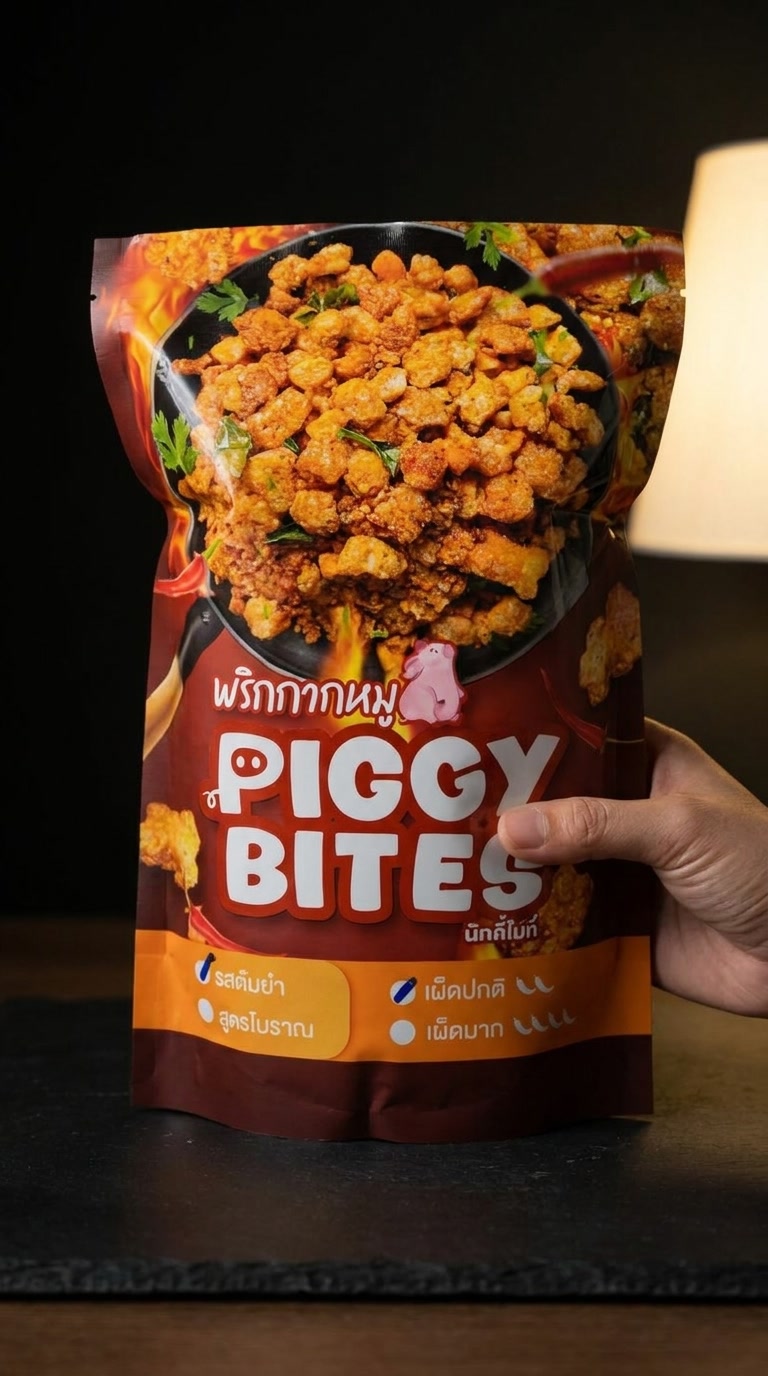 พริกกากหมู
PIGGY
BITES
นักคี้ไบ๊ท์
รสต้มยำ
สูตรโบราณ
เผ็ดปกติ
เผ็ดมาก